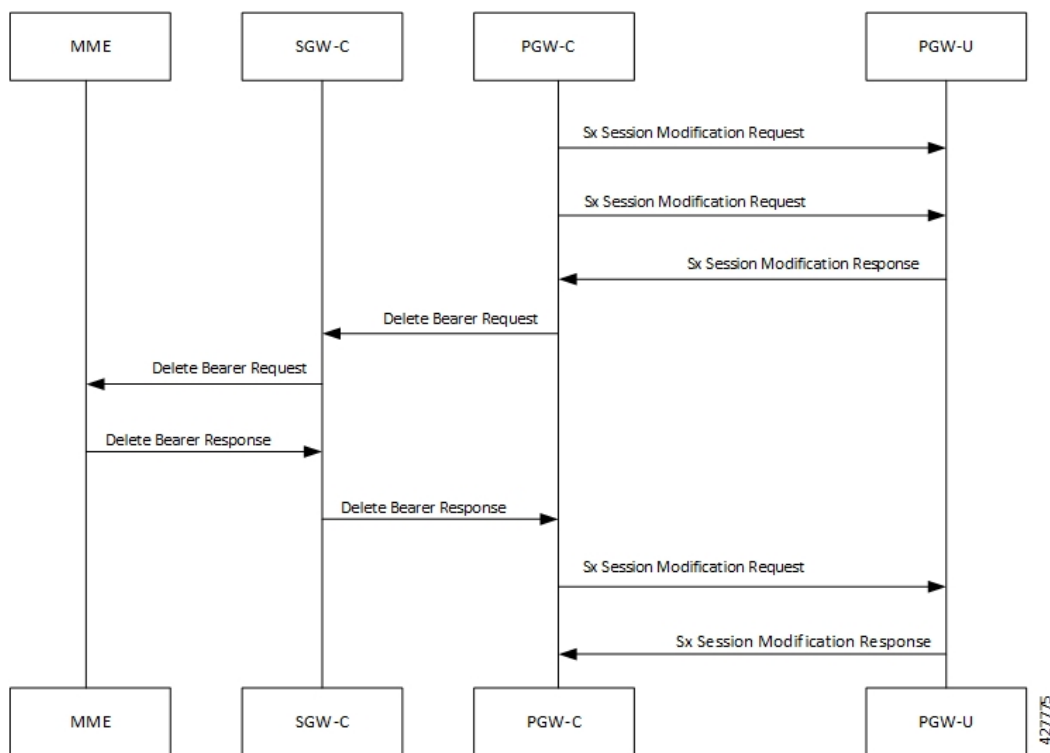 MME
SGW-C
PGW-C
PGW-U
Sx Session Modification Request
Sx Session Modification Request
Sx Session Modification Response
Delete Bearer Request
Delete Bearer Request
Delete Bearer Response
Delete Bearer Response
Sx Session Modification Request
Sx Session Modification Response
MME
SGW-C
PGW-C
PGW-U
427775